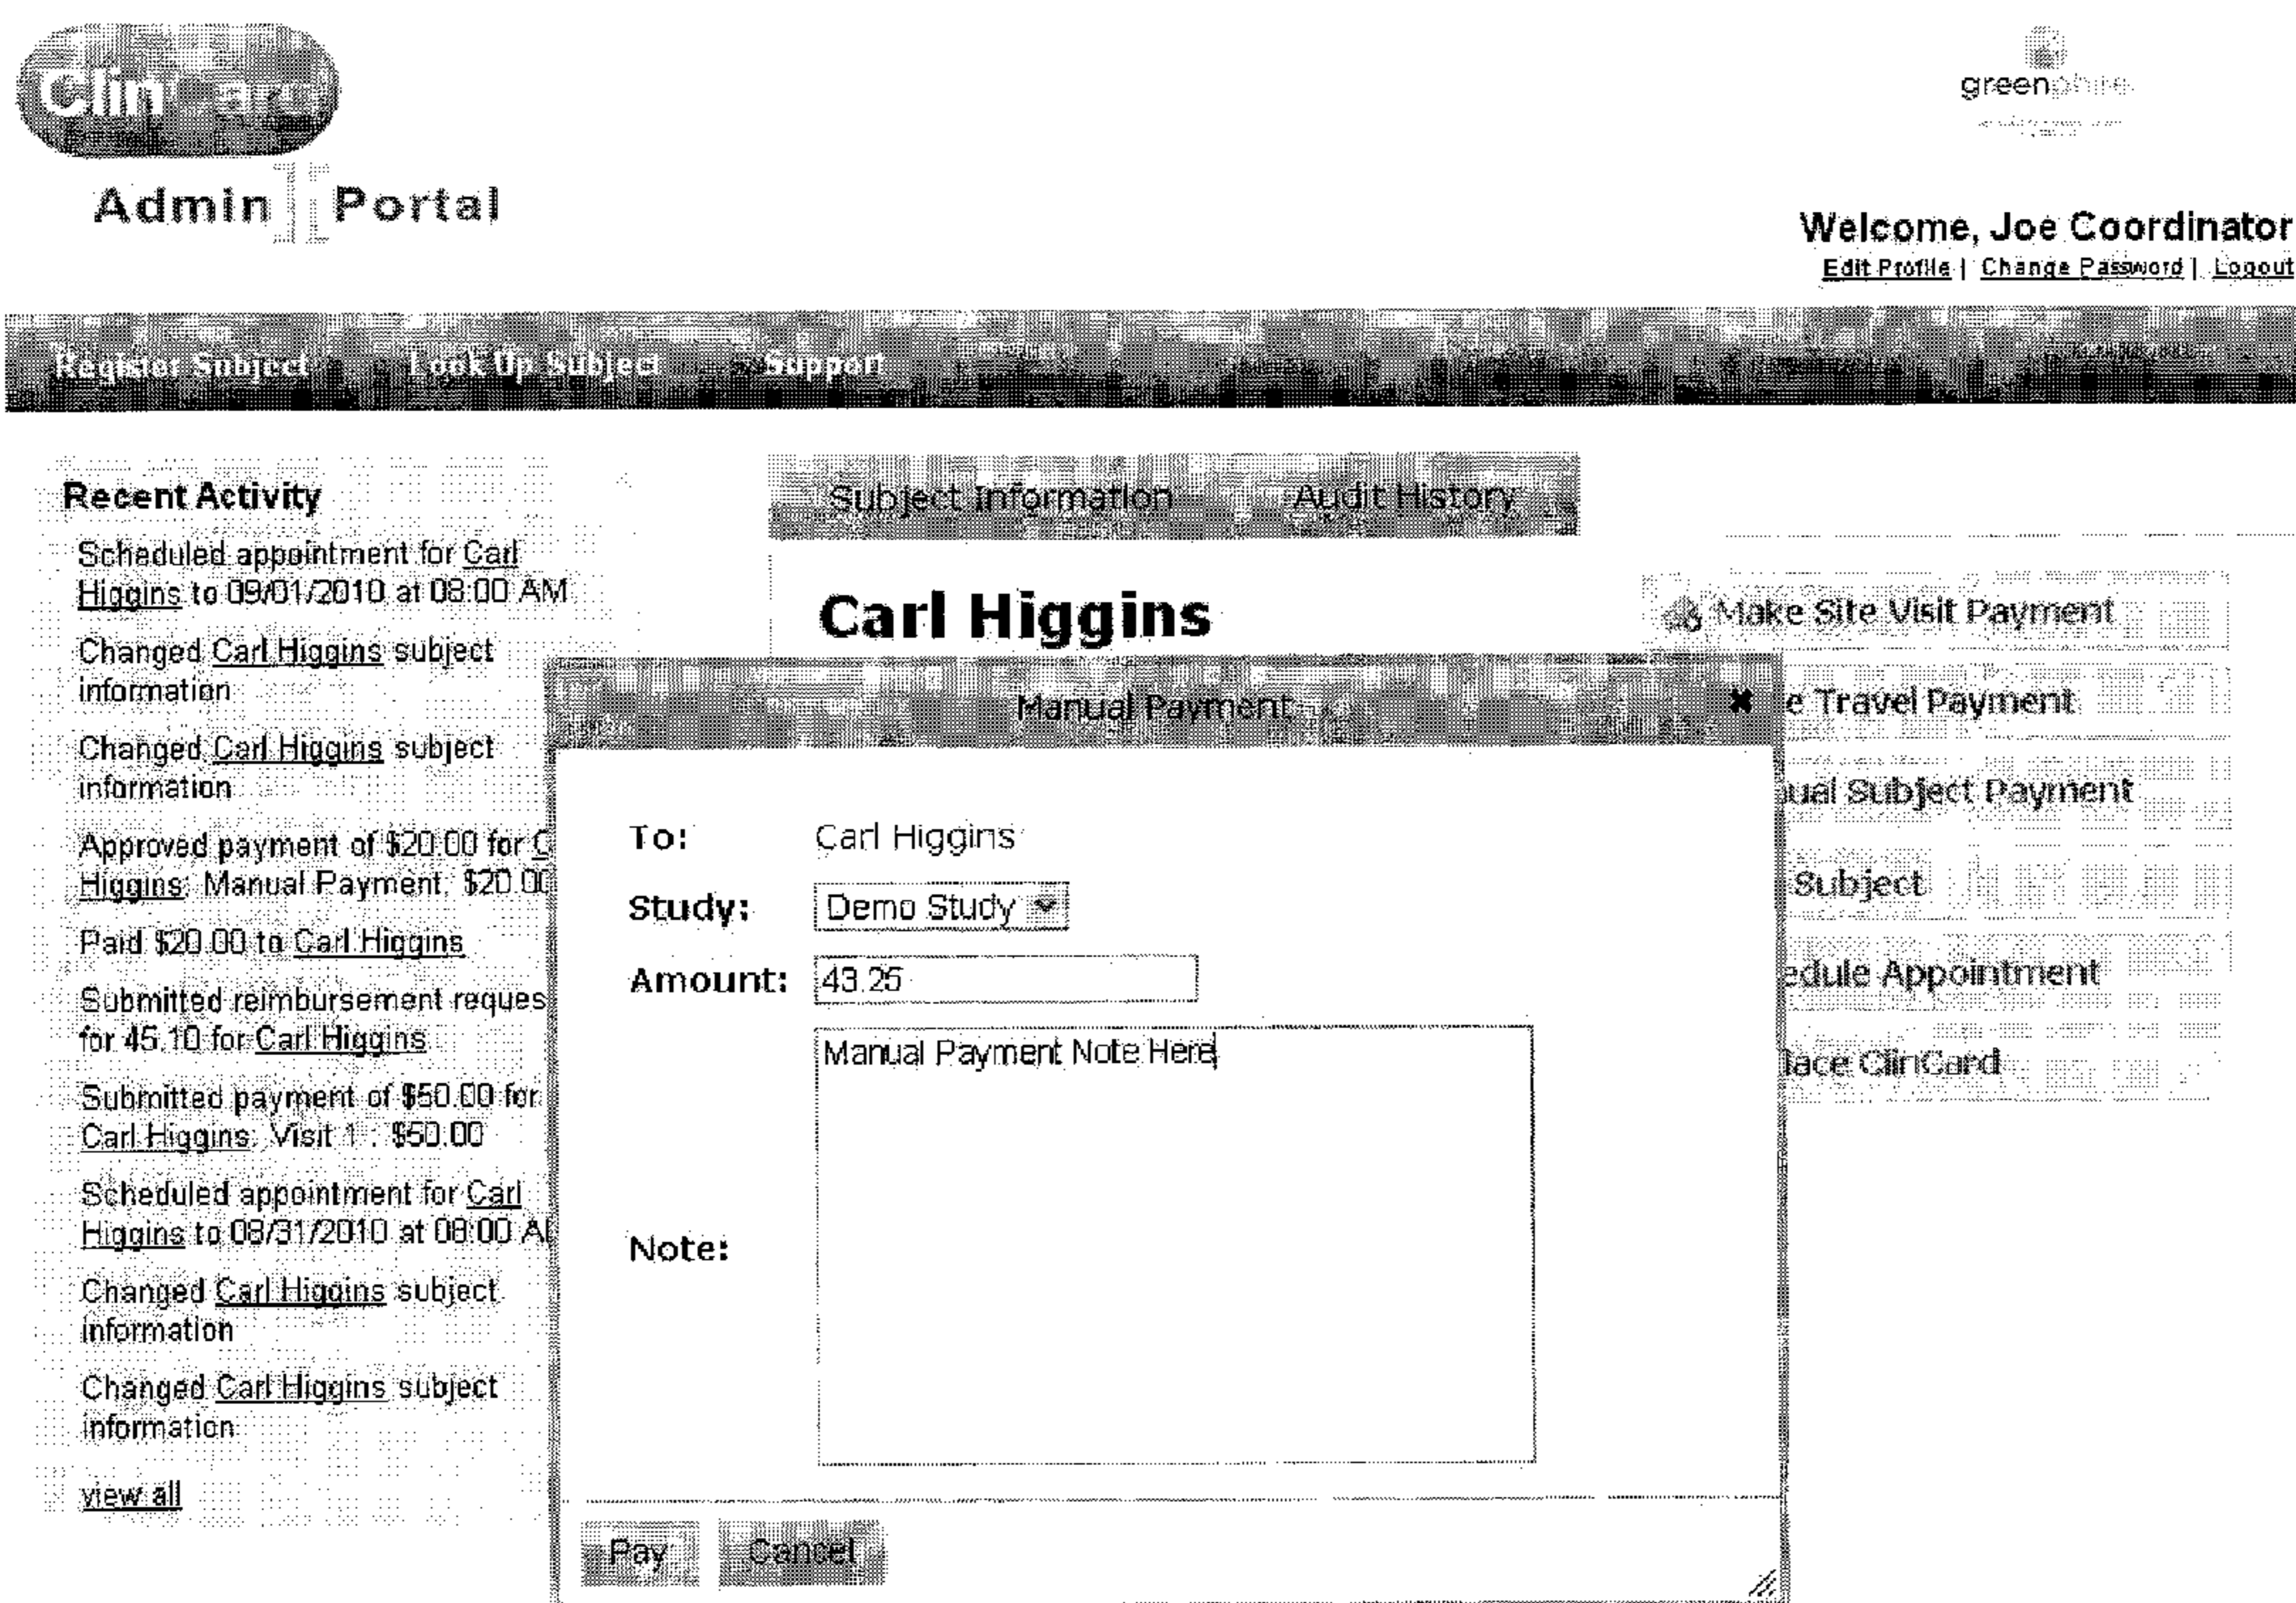 Clin ard
greenphire
Admin Portal
Welcome, Joe Coordinator
Edit Profile | Change Password | Logout
Register Subject Look Up Subject Support
Recent Activity
Scheduled appointment for Carl
Higgins to 09/01/2010 at 08:00 AM
Changed Carl Higgins subject
information
Changed Carl Higgins subject
information
Approved payment of $20.00 for C
Higgins: Manual Payment, $20.00
Paid $20.00 to Carl Higgins
Submitted reimbursement reques
for 45.10 for Carl Higgins
Submitted payment of $50.00 for
Carl Higgins: Visit 1 : $50.00
Scheduled appointment for Carl
Higgins to 08/31/2010 at 08:00 A
Changed Carl Higgins subject
information
Changed Carl Higgins subject
information
view all
Subject Information Audit History
Carl Higgins
Make Site Visit Payment
e Travel Payment
ual Subject Payment
Subject
edule Appointment
lace ClinCard
Manual Payment
To: Carl Higgins
Study: Demo Study
Amount: 43.25
Note: Manual Payment Note Here
Pay Cancel